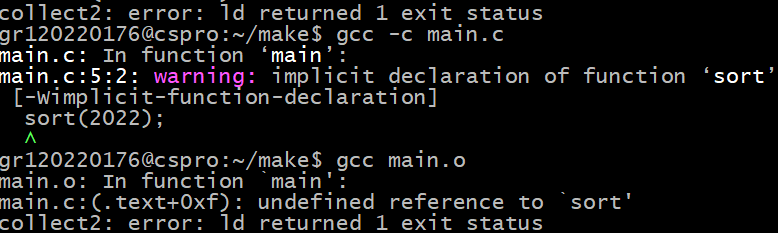 collect2: error: ld returned 1 exit status
gr120220176@cspro:~/make$ gcc -c main.c
main.c: In function ‘main’:
main.c:5:2: warning: implicit declaration of function ‘sort’
[-Wimplicit-function-declaration]
sort(2022);
^
gr120220176@cspro:~/make$ gcc main.o
main.o: In function `main':
main.c:(.text+0xf): undefined reference to `sort'
collect2: error: ld returned 1 exit status